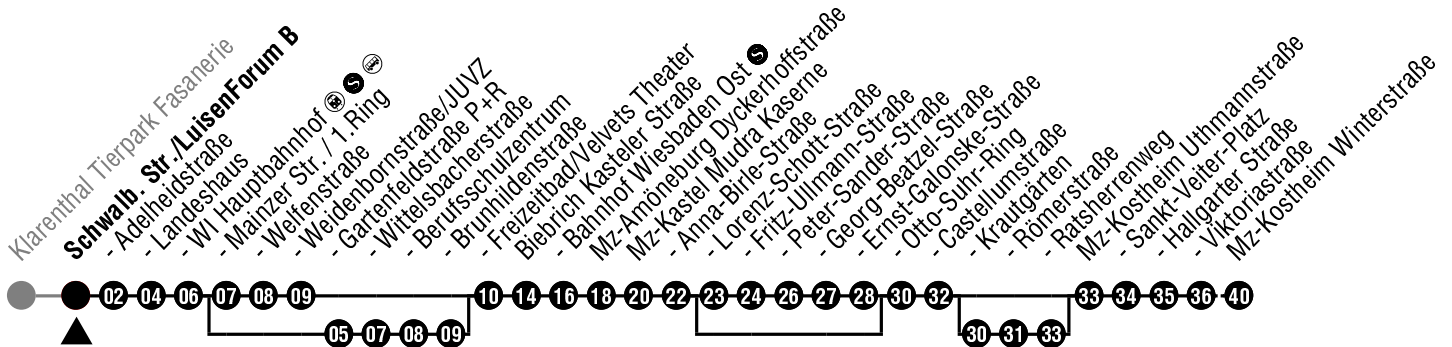 Klarenthal Tierpark Fasanerie
Schwalb. Str./LuisenForum B
- Adelheidstraße
- Landeshaus
- WI Hauptbahnhof
- Mainzer Str. / 1.Ring
- Welfenstraße
- Weidenbornstraße/JUVZ
- Gartenfeldstraße P+R
- Wittelsbacherstraße
- Berufsschulzentrum
- Brunhildenstraße
- Freizeitbad/Velvets Theater
Biebrich Kasteler Straße
- Bahnhof Wiesbaden Ost S
Mz-Amöneburg Dyckerhoffstraße
Mz-Kastel Mudra Kaserne
- Anna-Birle-Straße
- Lorenz-Schott-Straße
- Fritz-Ullmann-Straße
- Peter-Sander-Straße
- Georg-Beatzel-Straße
- Ernst-Galonske-Straße
- Otto-Suhr-Ring
- Castellumstraße
- Krautgärten
- Römerstraße
- Ratsherrenweg
Mz-Kostheim Uthmannstraße
- Sankt-Veiter-Platz
- Hallgarter Straße
- Viktoriastraße
Mz-Kostheim Winterstraße
02 04 06 07 08 09 10 14 16 18 20 22 23 24 26 27 28 30 32 33 34 35 36 40
05 07 08 09 30 31 33